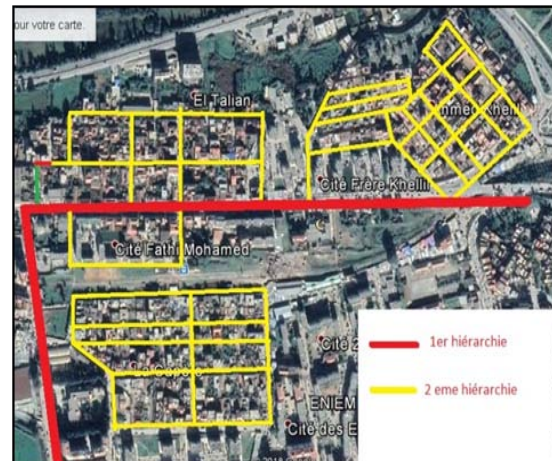 our votre carte.
El Talian
Cité Frère Khellil
Cité Fathi Mohamed
Cité 2
1er hiérarchie
2 eme hiérarchie
ENIEM
Cité des E